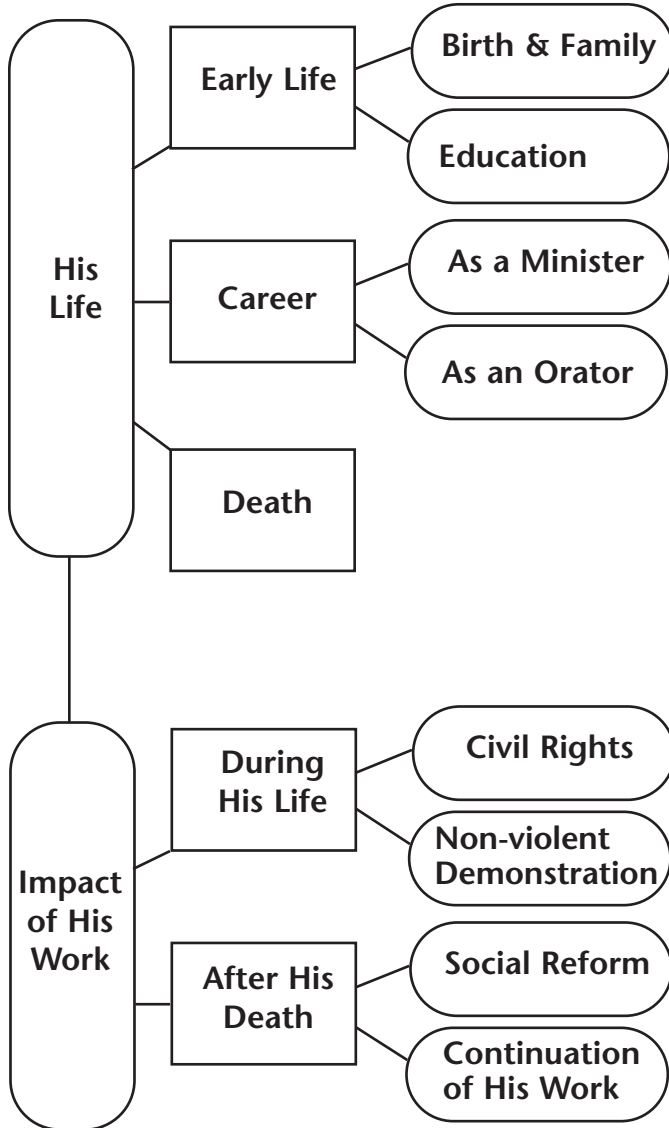 His
Life
Early Life
Birth & Family
Education
Career
As a Minister
As an Orator
Death
Impact
of His
Work
During
His Life
Civil Rights
Non-violent
Demonstration
After His
Death
Social Reform
Continuation
of His Work